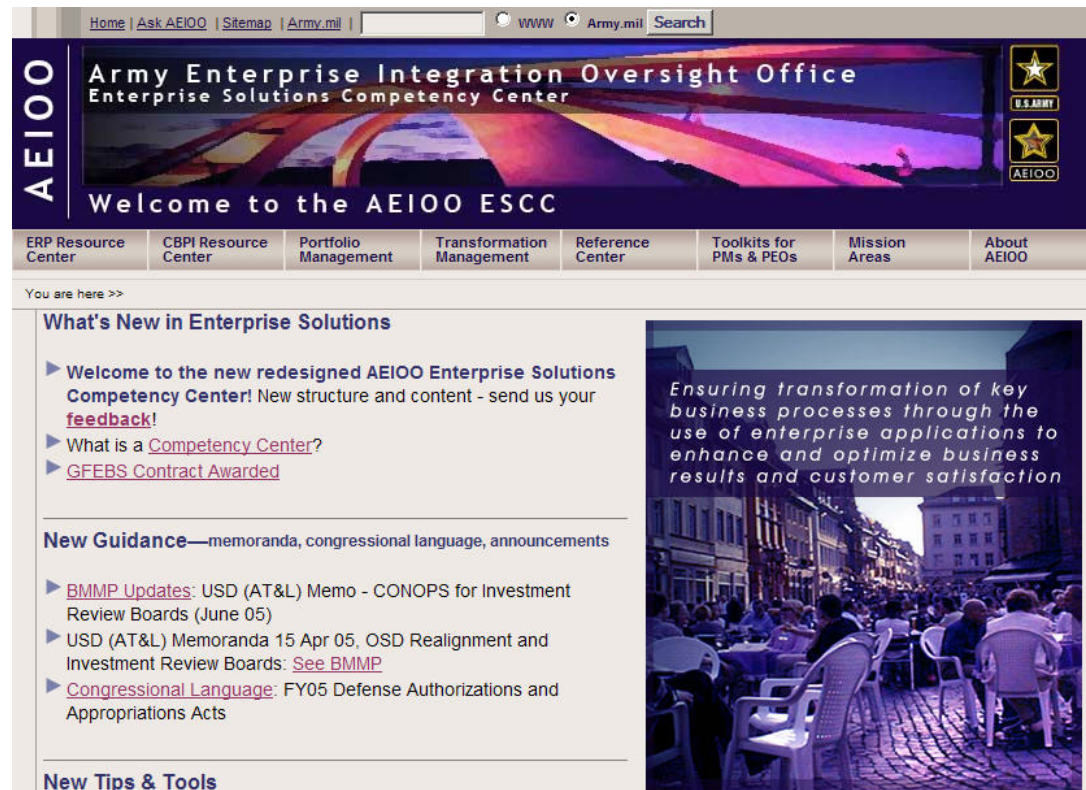 Home | Ask AEIOO | Sitemap | Army.mil | WWW Army.mil Search
AEIOO
Army Enterprise Integration Oversight Office
Enterprise Solutions Competency Center
U.S.ARMY
AEIOO
Welcome to the AEIOO ESCC
ERP Resource Center
CBPI Resource Center
Portfolio Management
Transformation Management
Reference Center
Toolkits for PMs & PEOs
Mission Areas
About AEIOO
You are here >>
What's New in Enterprise Solutions
Welcome to the new redesigned AEIOO Enterprise Solutions
Competency Center! New structure and content - send us your
feedback!
What is a Competency Center?
GFEBS Contract Awarded
New Guidance—memoranda, congressional language, announcements
BMMP Updates: USD (AT&L) Memo - CONOPS for Investment
Review Boards (June 05)
USD (AT&L) Memoranda 15 Apr 05, OSD Realignment and
Investment Review Boards: See BMMP
Congressional Language: FY05 Defense Authorizations and
Appropriations Acts
New Tips & Tools
Ensuring transformation of key
business processes through the
use of enterprise applications to
enhance and optimize business
results and customer satisfaction